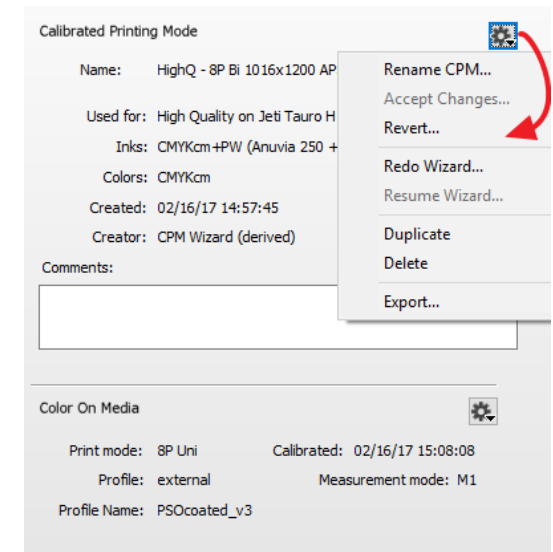 Calibrated Printing Mode
Name: HighQ - 8P Bi 1016x1200 AP
Rename CPM...
Accept Changes...
Used for: High Quality on Jeti Tauro H
Revert...
Inks: CMYKcm+PW (Anuvia 250 +
Redo Wizard...
Colors: CMYKcm
Resume Wizard...
Created: 02/16/17 14:57:45
Duplicate
Creator: CPM Wizard (derived)
Delete
Comments:
Export...
Color On Media
Print mode: 8P Uni Calibrated: 02/16/17 15:08:08
Profile: external Measurement mode: M1
Profile Name: PSOcoated_v3